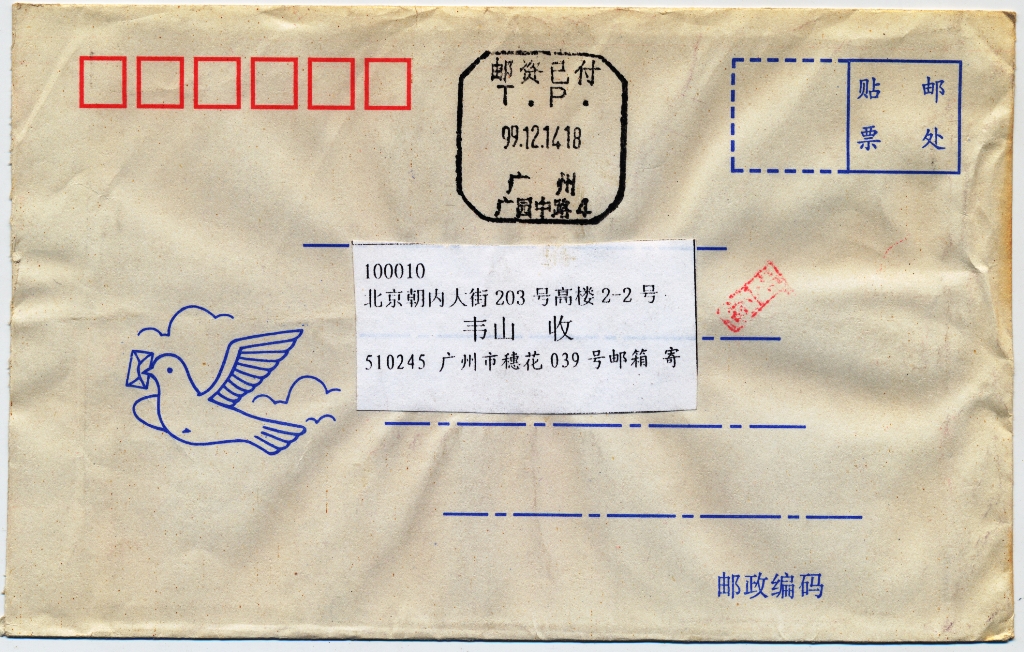 邮资已付
T.P.
99.12.14 18
广州
广园中路4
贴邮
票处
100010
北京朝内大街203号高楼2-2号
韦山 收
510245 广州市穗花039号邮箱 寄
邮政编码